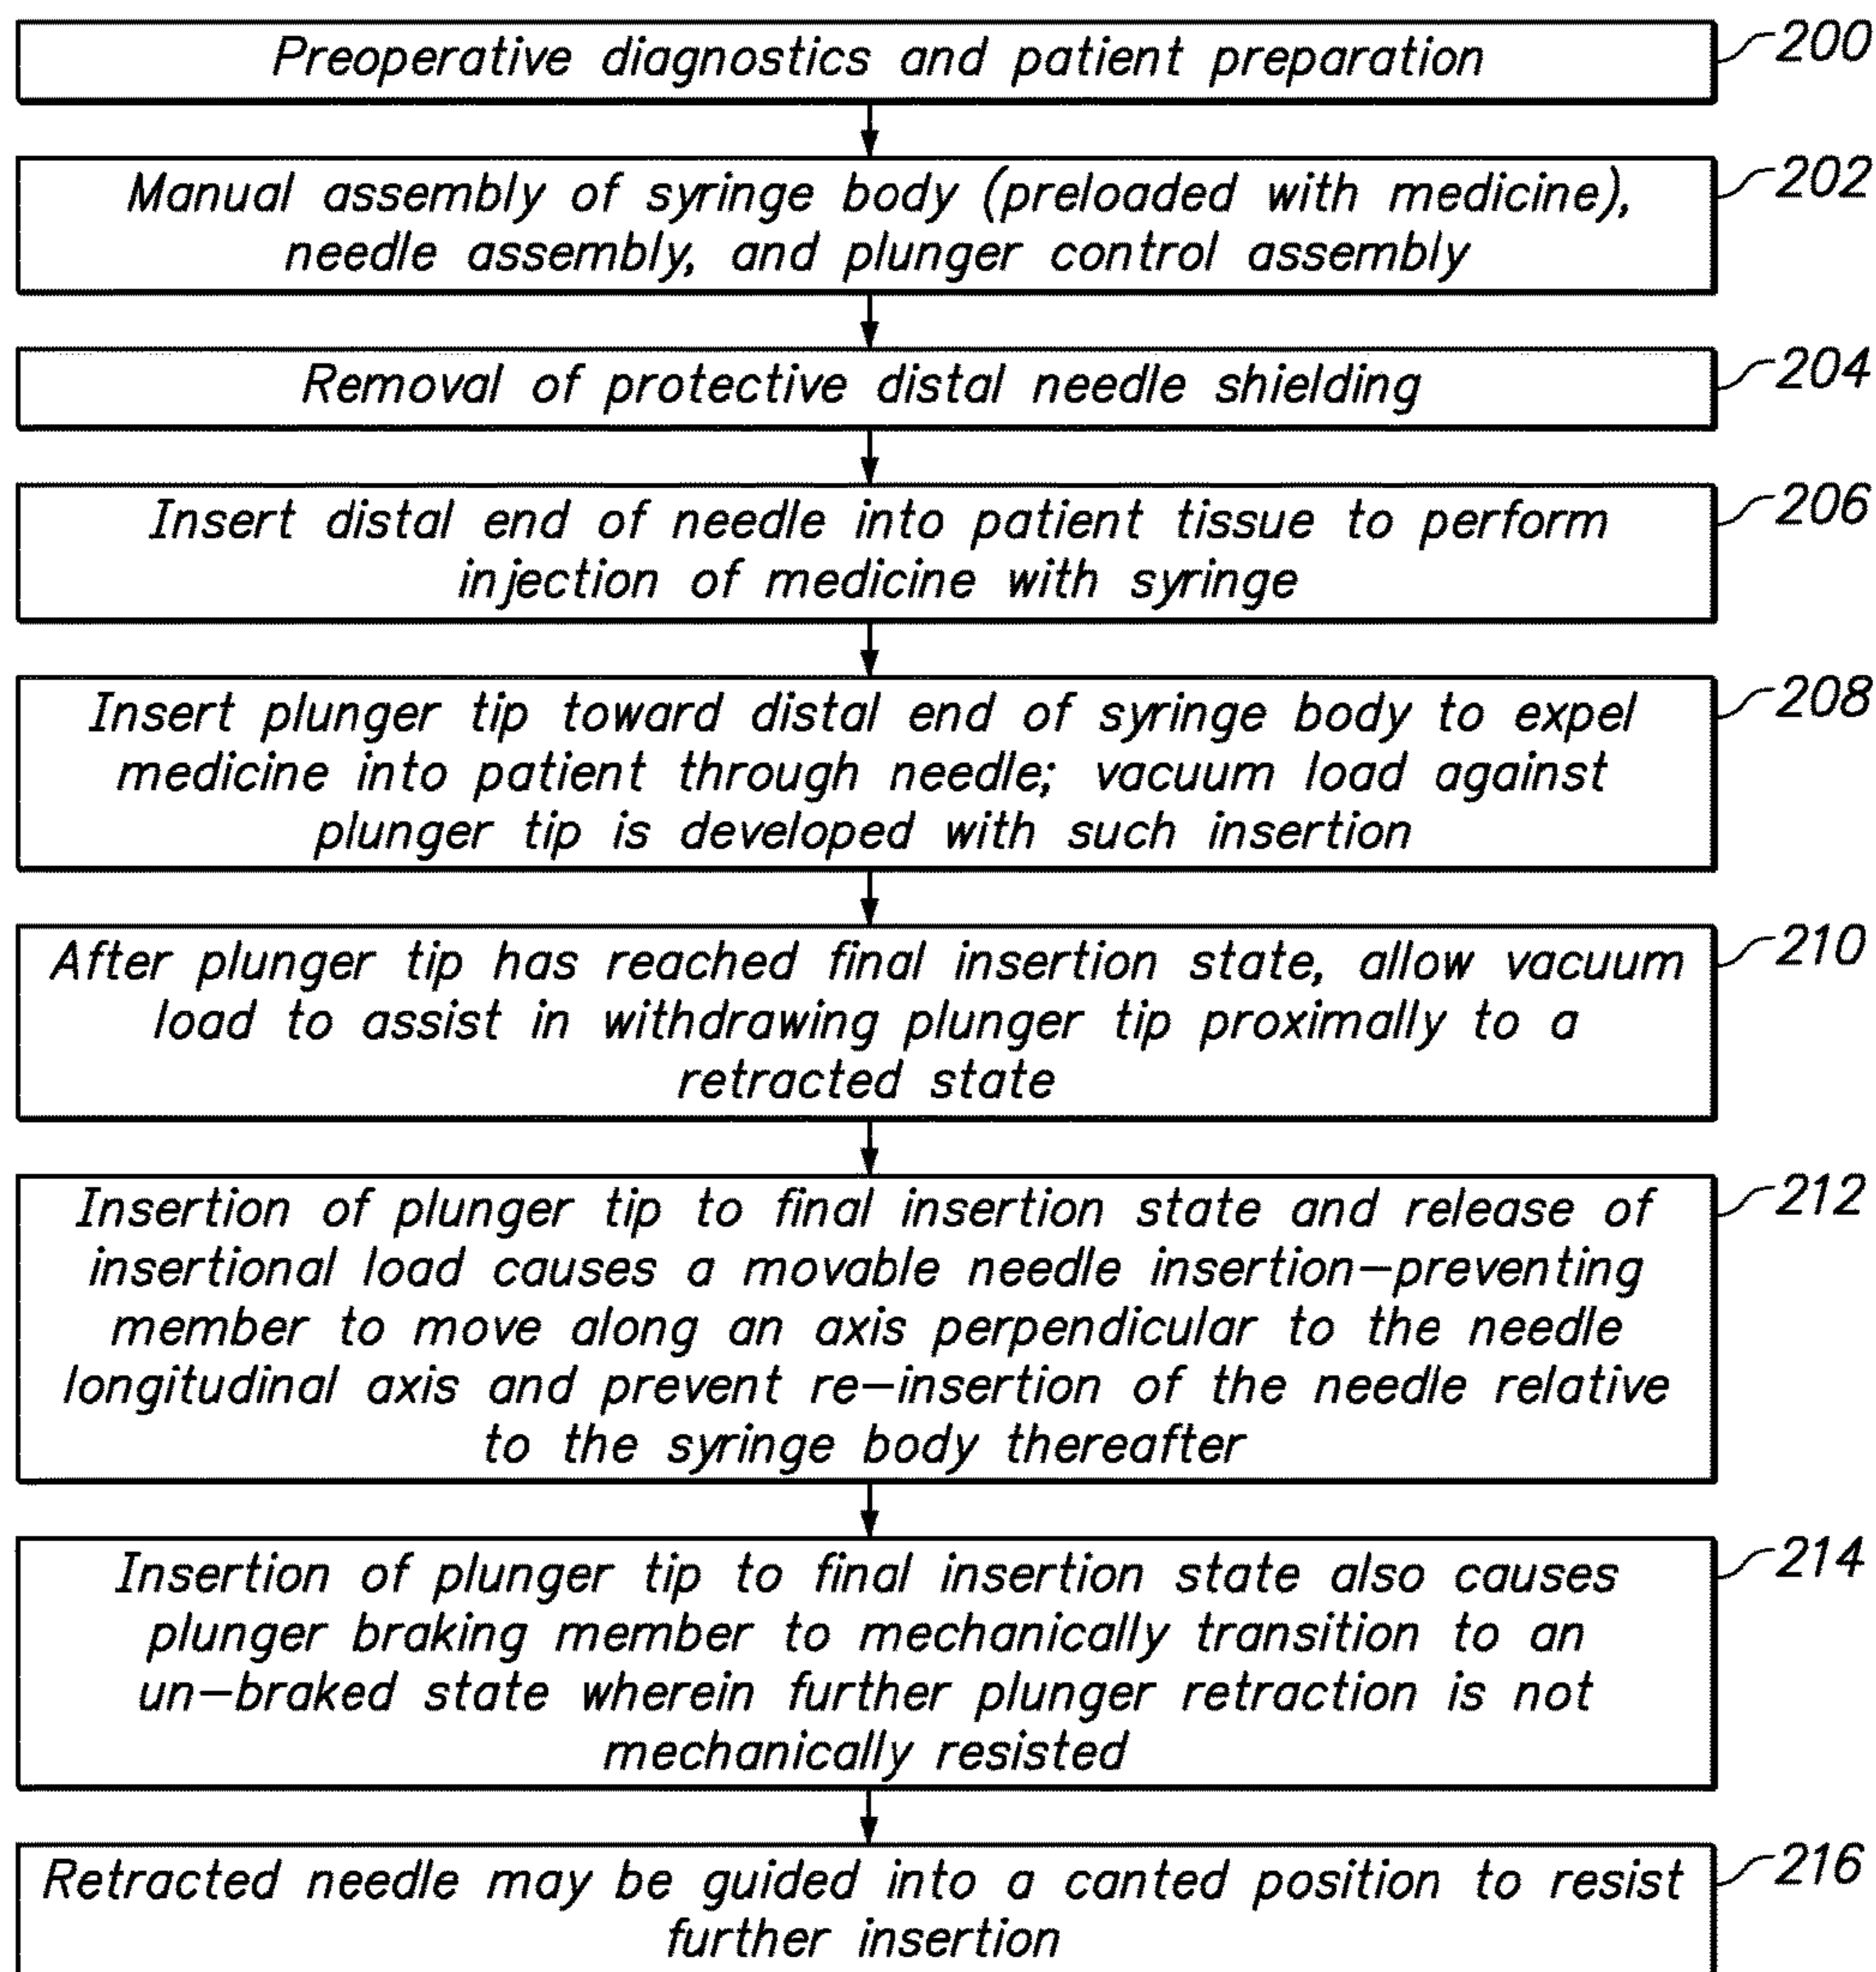 Preoperative diagnostics and patient preparation
200
Manual assembly of syringe body (preloaded with medicine),
needle assembly, and plunger control assembly
202
Removal of protective distal needle shielding
204
Insert distal end of needle into patient tissue to perform
injection of medicine with syringe
206
Insert plunger tip toward distal end of syringe body to expel
medicine into patient through needle; vacuum load against
plunger tip is developed with such insertion
208
After plunger tip has reached final insertion state, allow vacuum
load to assist in withdrawing plunger tip proximally to a
retracted state
210
Insertion of plunger tip to final insertion state and release of
insertional load causes a movable needle insertion-preventing
member to move along an axis perpendicular to the needle
longitudinal axis and prevent re-insertion of the needle relative
to the syringe body thereafter
212
Insertion of plunger tip to final insertion state also causes
plunger braking member to mechanically transition to an
un-braked state wherein further plunger retraction is not
mechanically resisted
214
Retracted needle may be guided into a canted position to resist
further insertion
216